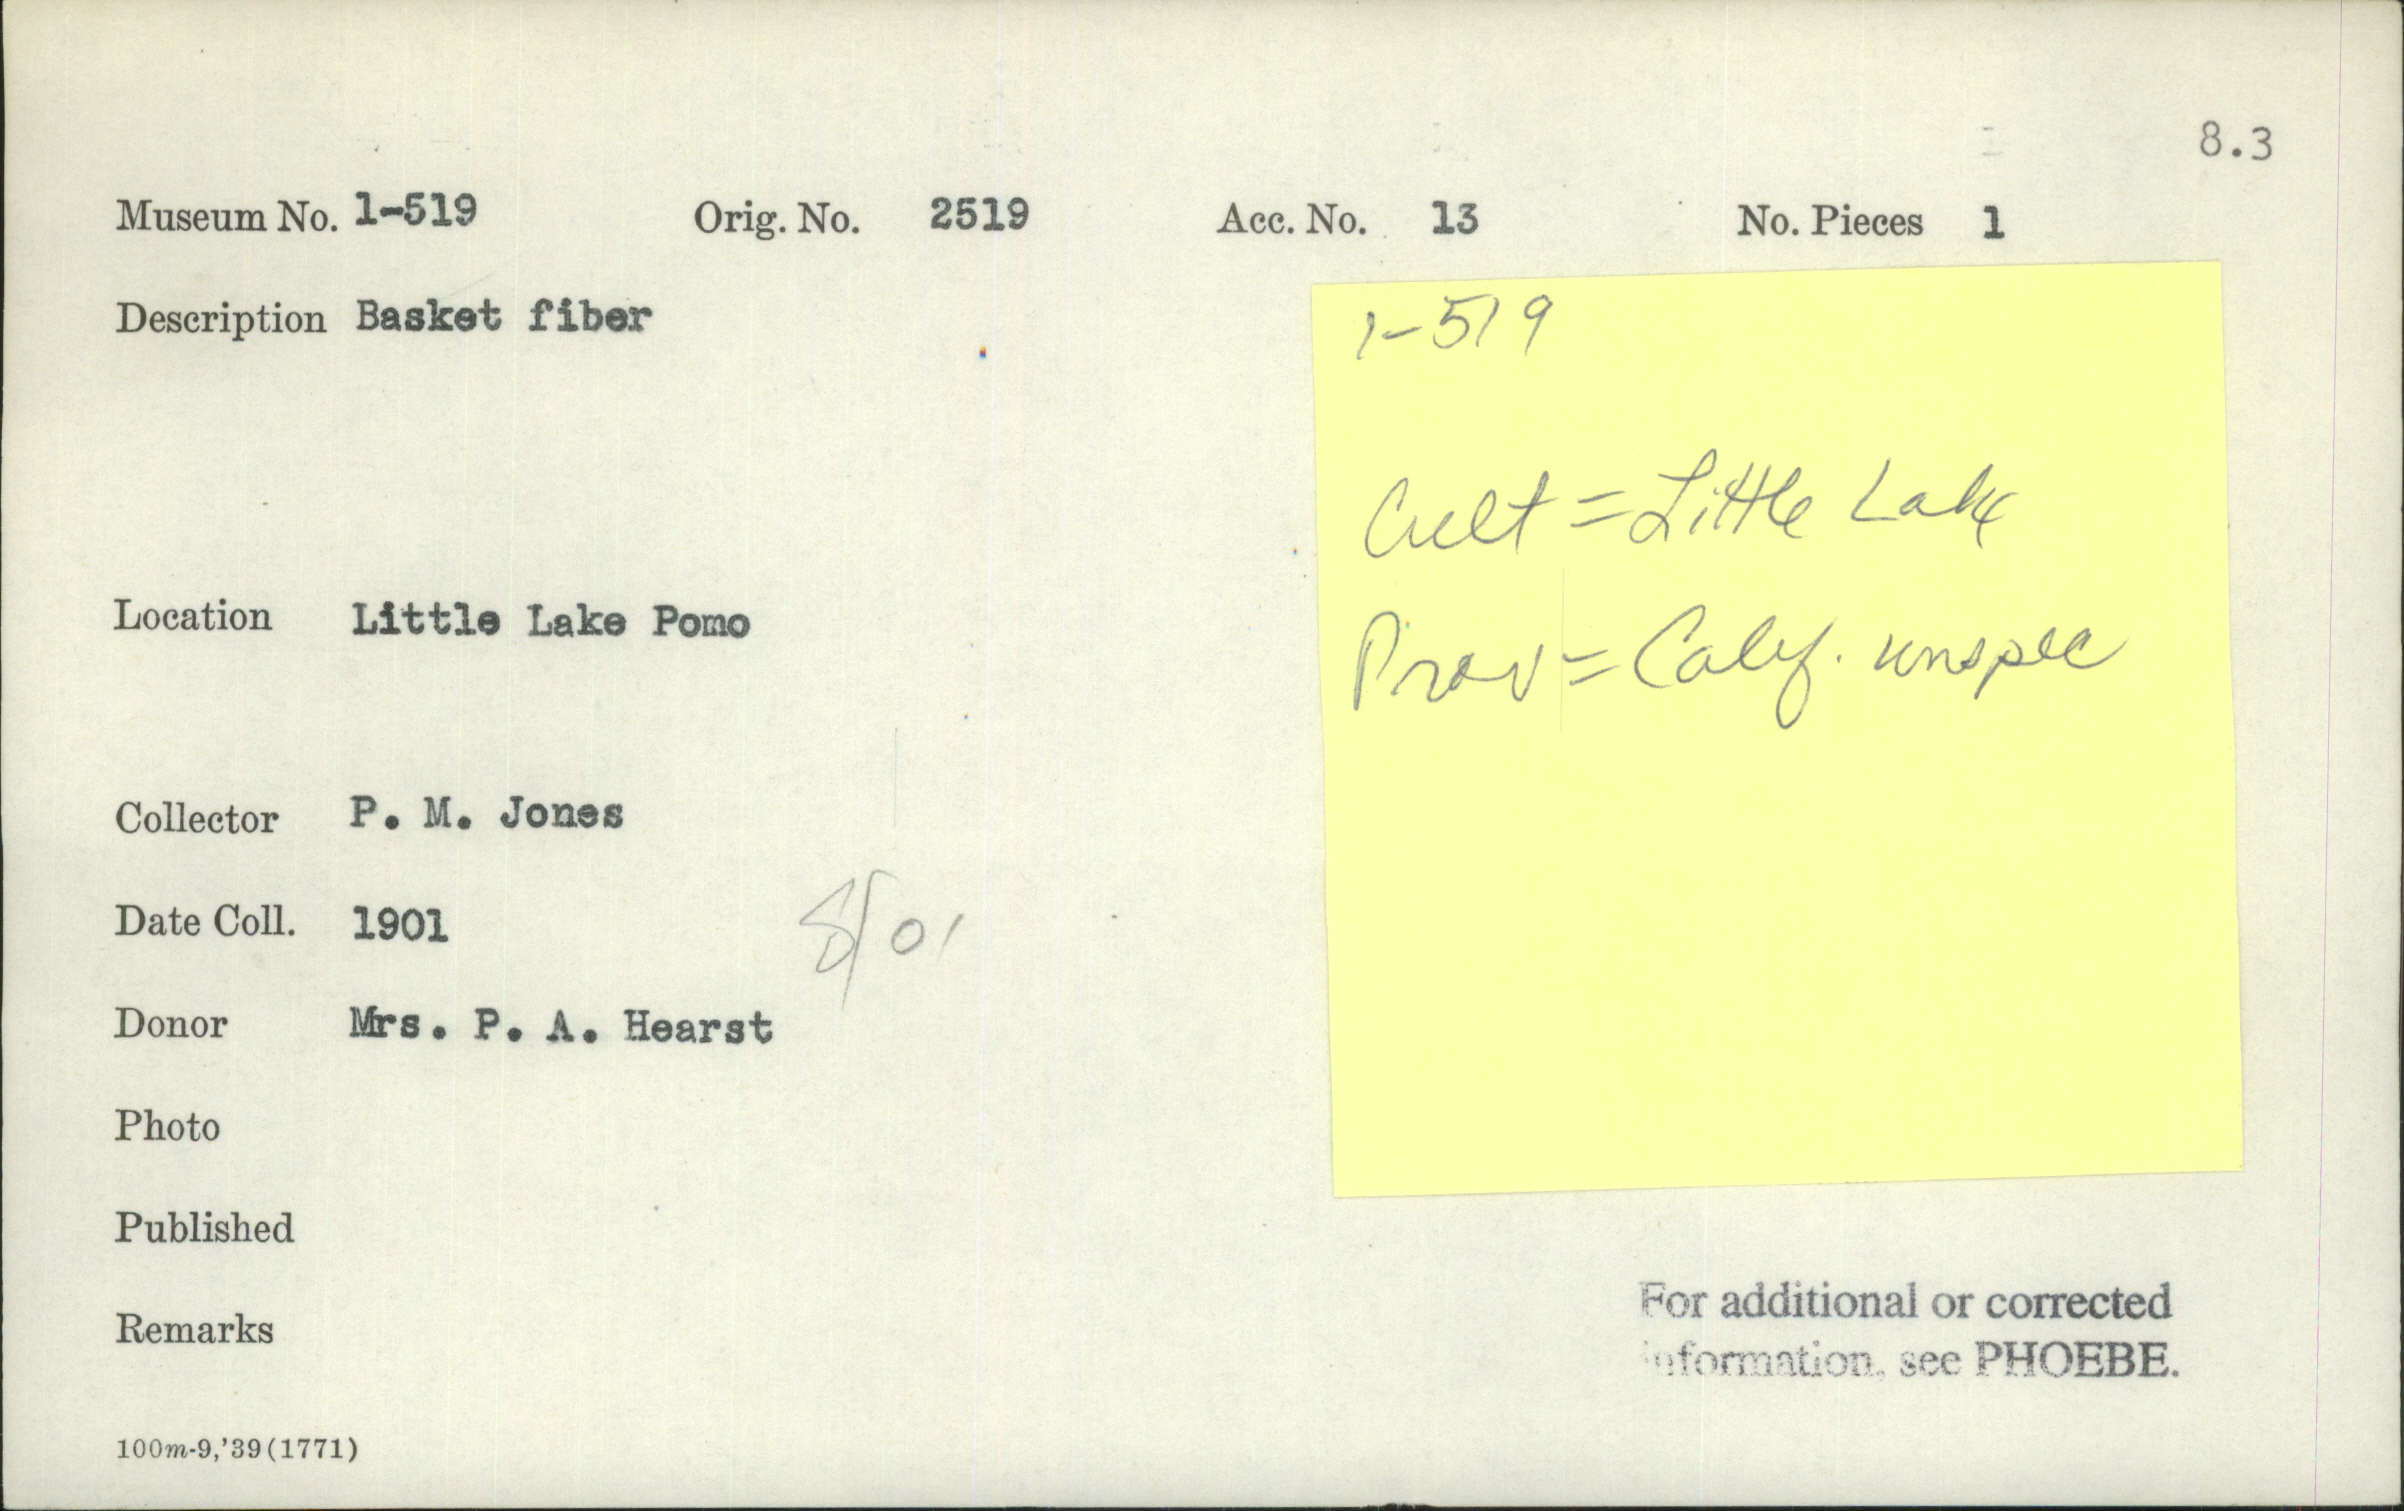 8.3
Museum No. 1-519 Orig. No. 2519 Acc. No. 13 No. Pieces 1
Description Basket fiber
1-519
Cult = Little Lake
Prov = Calif. unspec
Location Little Lake Pomo
Collector P. M. Jones
Date Coll. 1901
8/01
Donor Mrs. P. A. Hearst
Photo
Published
Remarks
For additional or corrected
information, see PHOEBE.
100m-9,'39(1771)